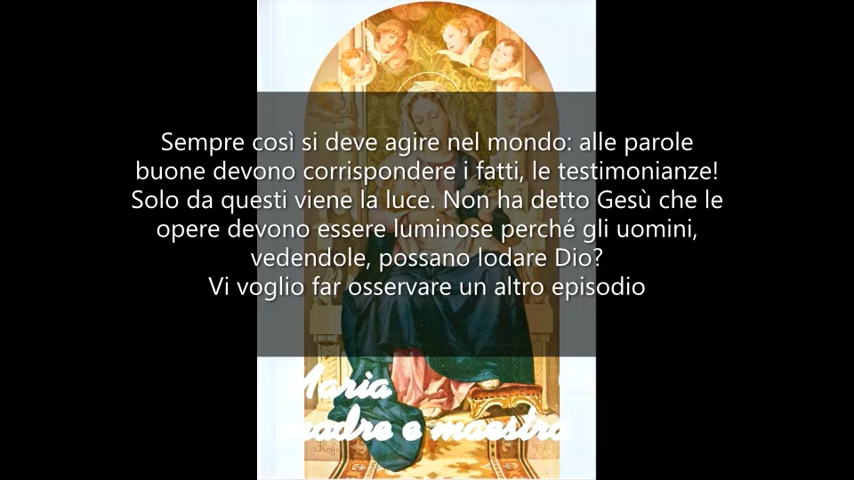 Sempre così si deve agire nel mondo: alle parole
buone devono corrispondere i fatti, le testimonianze!
Solo da questi viene la luce. Non ha detto Gesù che le
opere devono essere luminose perché gli uomini,
vedendole, possano lodare Dio?
Vi voglio far osservare un altro episodio
Maria
madre e maestra